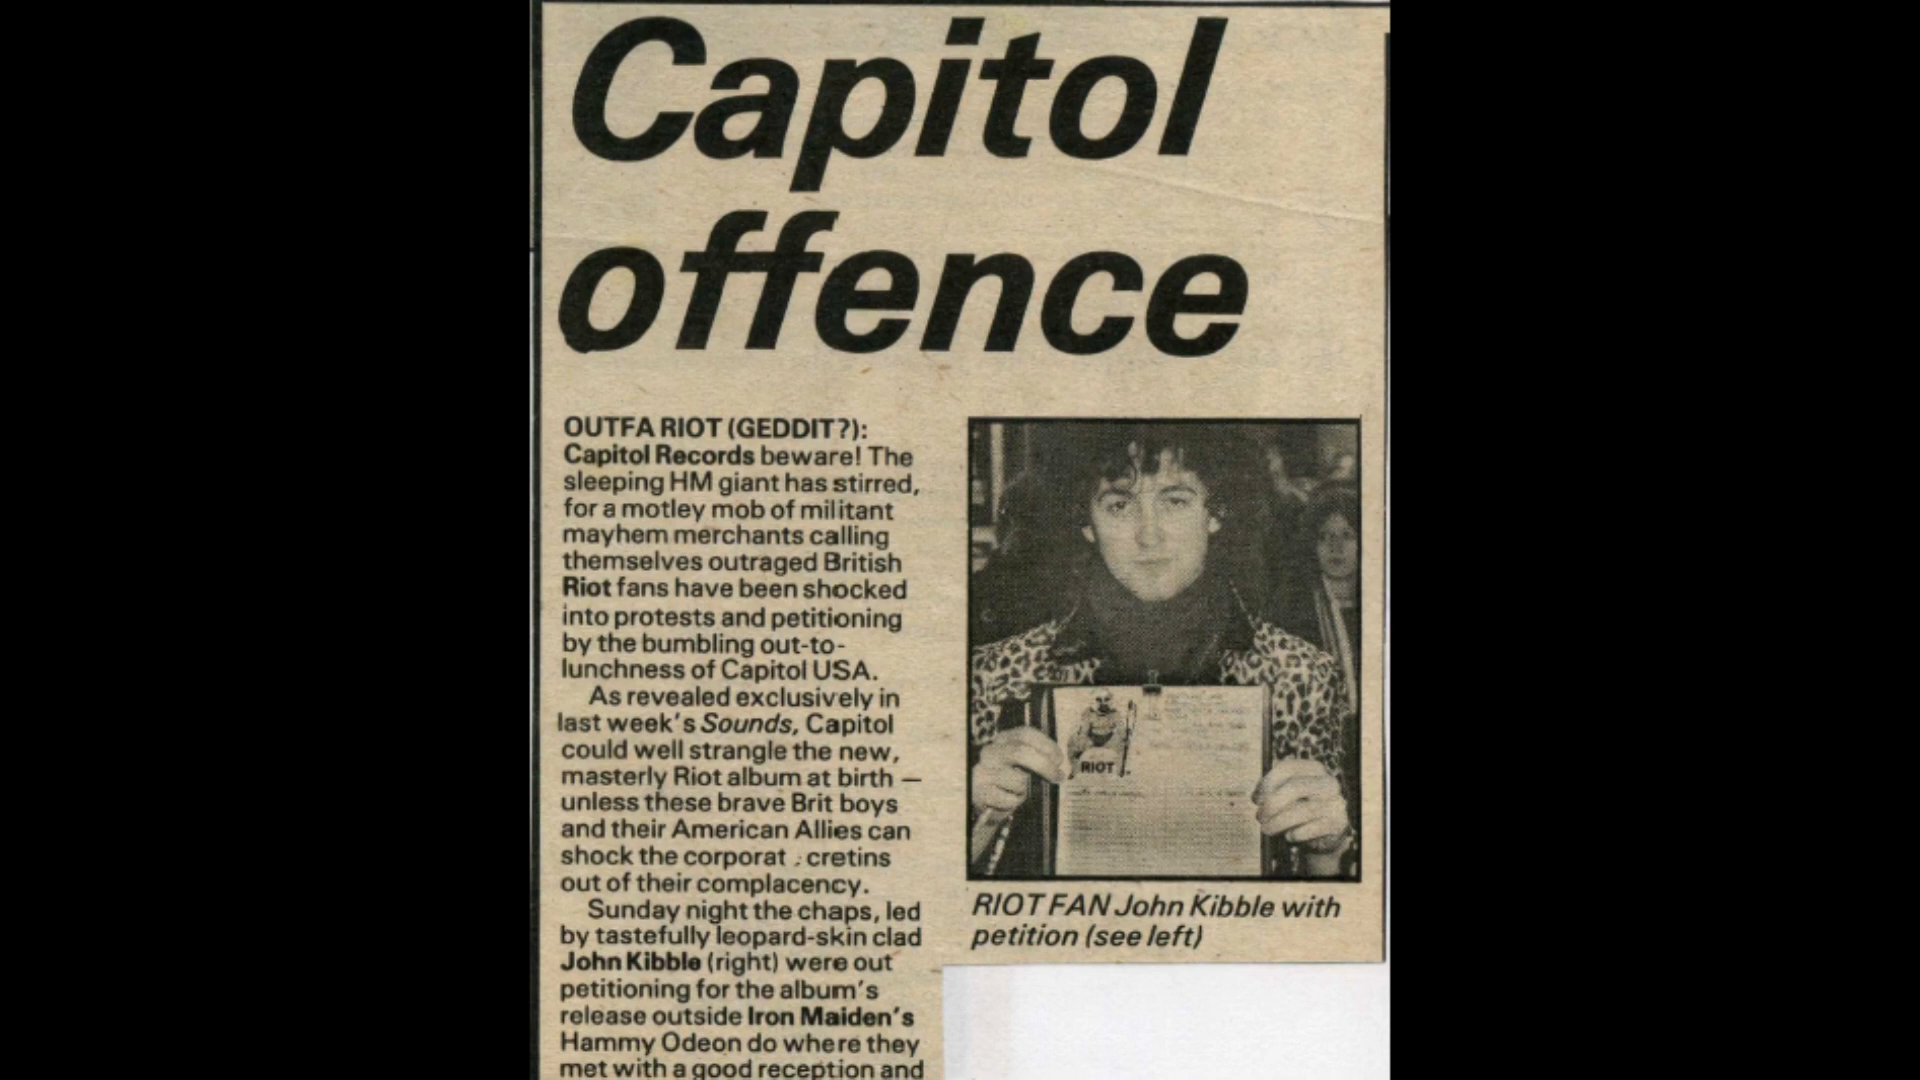 Capitol
offence
OUTFA RIOT (GEDDIT?):
Capitol Records beware! The
sleeping HM giant has stirred,
for a motley mob of militant
mayhem merchants calling
themselves outraged British
Riot fans have been shocked
into protests and petitioning
by the bumbling out-to-
lunchness of Capitol USA.
As revealed exclusively in
last week's Sounds, Capitol
could well strangle the new,
masterly Riot album at birth —
unless these brave Brit boys
and their American Allies can
shock the corporat : cretins
out of their complacency.
Sunday night the chaps, led
by tastefully leopard-skin clad
John Kibble (right) were out
petitioning for the album's
release outside Iron Maiden's
Hammy Odeon do where they
met with a good reception and
RIOT
RIOT FAN John Kibble with
petition (see left)